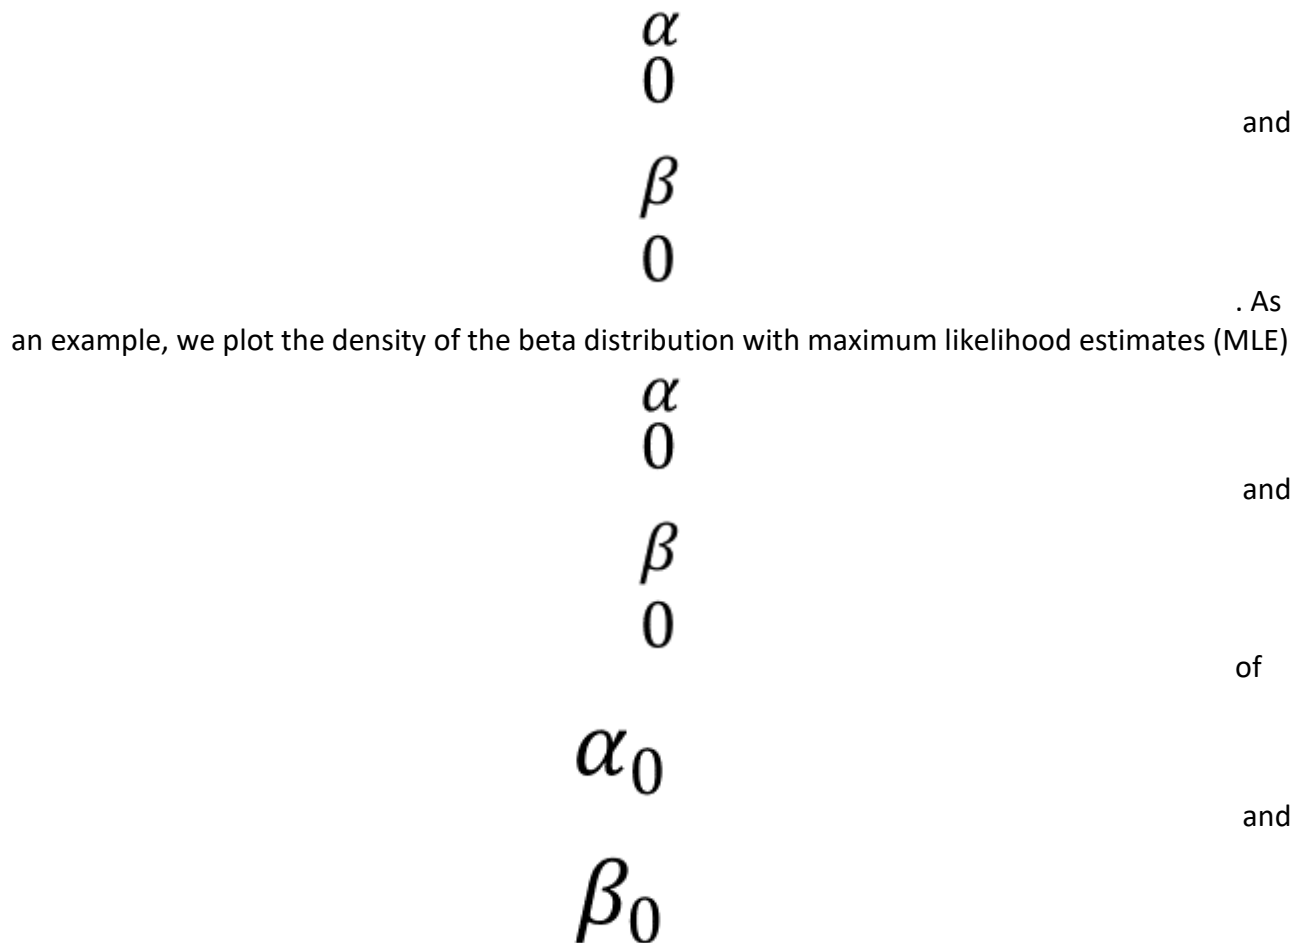 α
0
and
β
0
. As
an example, we plot the density of the beta distribution with maximum likelihood estimates (MLE)
α
0
and
β
0
of
α₀
and
β₀